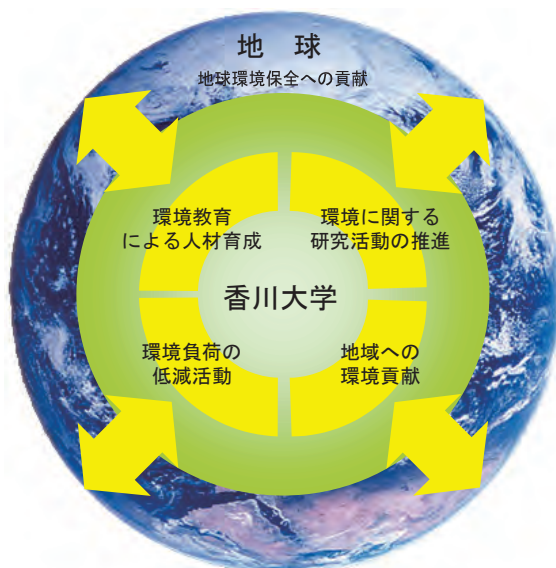 地 球
地球環境保全への貢献
環境教育
による人材育成
環境に関する
研究活動の推進
香川大学
環境負荷の
低減活動
地域への
環境貢献